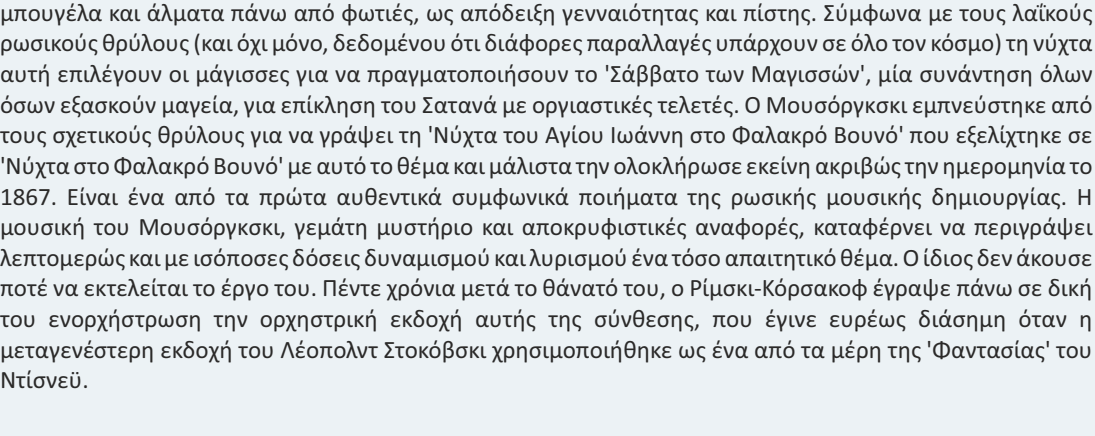 μπουγέλα και άλματα πάνω από φωτιές, ως απόδειξη γενναιότητας και πίστης. Σύμφωνα με τους λαϊκούς
ρωσικούς θρύλους (και όχι μόνο, δεδομένου ότι διάφορες παραλλαγές υπάρχουν σε όλο τον κόσμο) τη νύχτα
αυτή επιλέγουν οι μάγισσες για να πραγματοποιήσουν το 'Σάββατο των Μαγισσών', μία συνάντηση όλων
όσων εξασκούν μαγεία, για επίκληση του Σατανά με οργιαστικές τελετές. Ο Μουσόργκσκι εμπνεύστηκε από
τους σχετικούς θρύλους για να γράψει τη 'Νύχτα του Αγίου Ιωάννη στο Φαλακρό Βουνό' που εξελίχτηκε σε
'Νύχτα στο Φαλακρό Βουνό' με αυτό το θέμα και μάλιστα την ολοκλήρωσε εκείνη ακριβώς την ημερομηνία το
1867. Είναι ένα από τα πρώτα αυθεντικά συμφωνικά ποιήματα της ρωσικής μουσικής δημιουργίας. Η
μουσική του Μουσόργκσκι, γεμάτη μυστήριο και αποκρυφιστικές αναφορές, καταφέρνει να περιγράψει
λεπτομερώς και με ισόποσες δόσεις δυναμισμού και λυρισμού ένα τόσο απαιτητικό θέμα. Ο ίδιος δεν άκουσε
ποτέ να εκτελείται το έργο του. Πέντε χρόνια μετά το θάνατό του, ο Ρίμσκι-Κόρσακοφ έγραψε πάνω σε δική
του ενορχήστρωση την ορχηστρική εκδοχή αυτής της σύνθεσης, που έγινε ευρέως διάσημη όταν η
μεταγενέστερη εκδοχή του Λέοπολντ Στοκόβσκι χρησιμοποιήθηκε ως ένα από τα μέρη της 'Φαντασίας' του
Ντίσνεϋ.